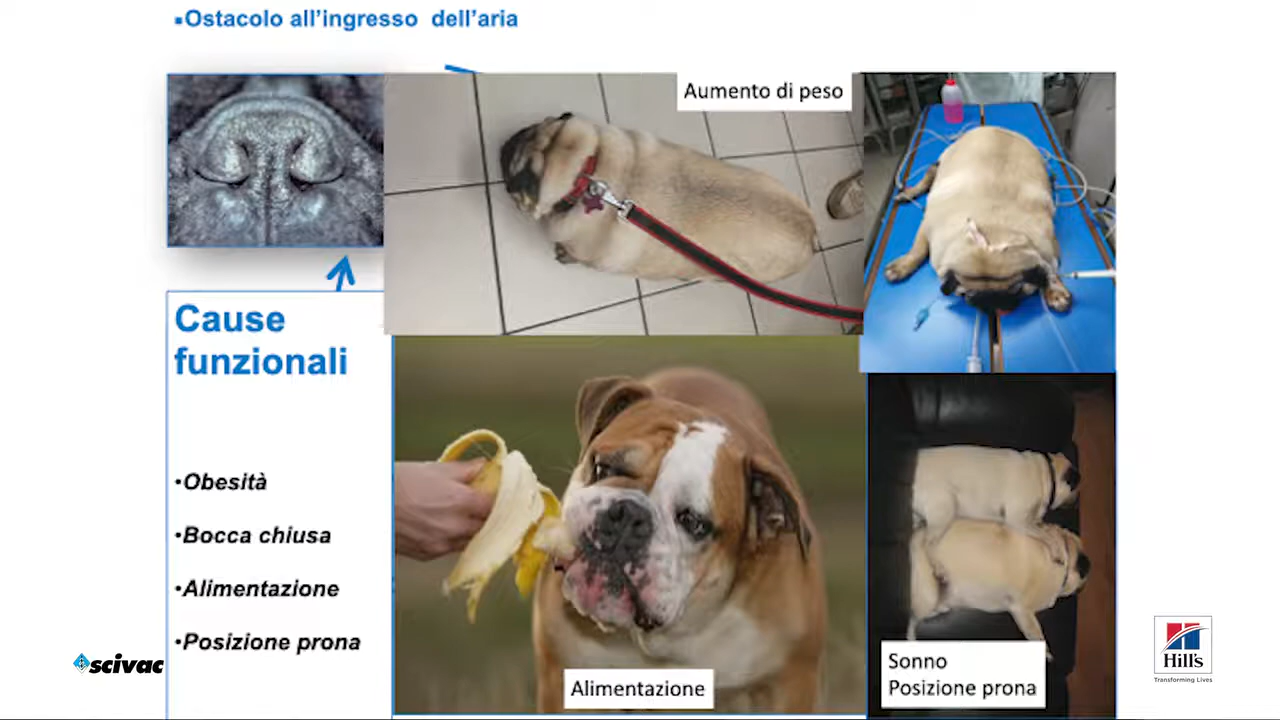 ▪Ostacolo all’ingresso dell’aria
Aumento di peso
Cause
funzionali
•Obesità
•Bocca chiusa
•Alimentazione
•Posizione prona
Alimentazione
Sonno
Posizione prona
scivac
Hill's
Transforming Lives